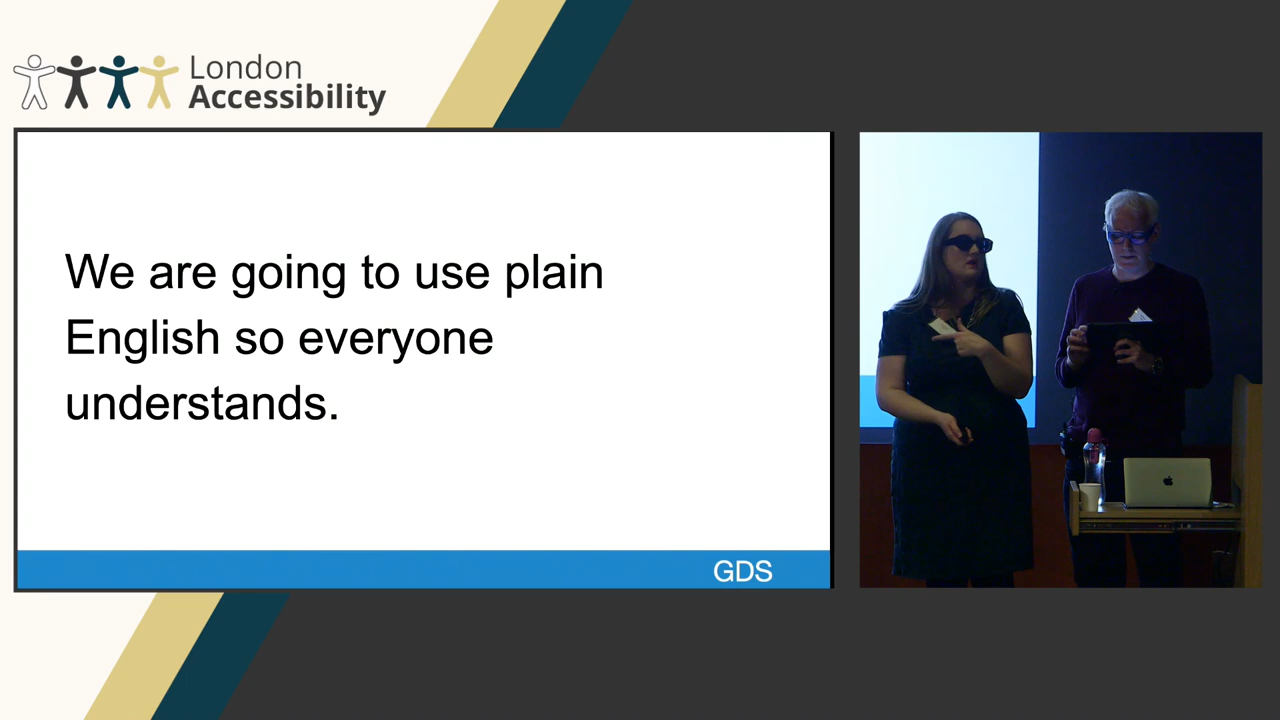 London
Accessibility
We are going to use plain
English so everyone
understands.
GDS